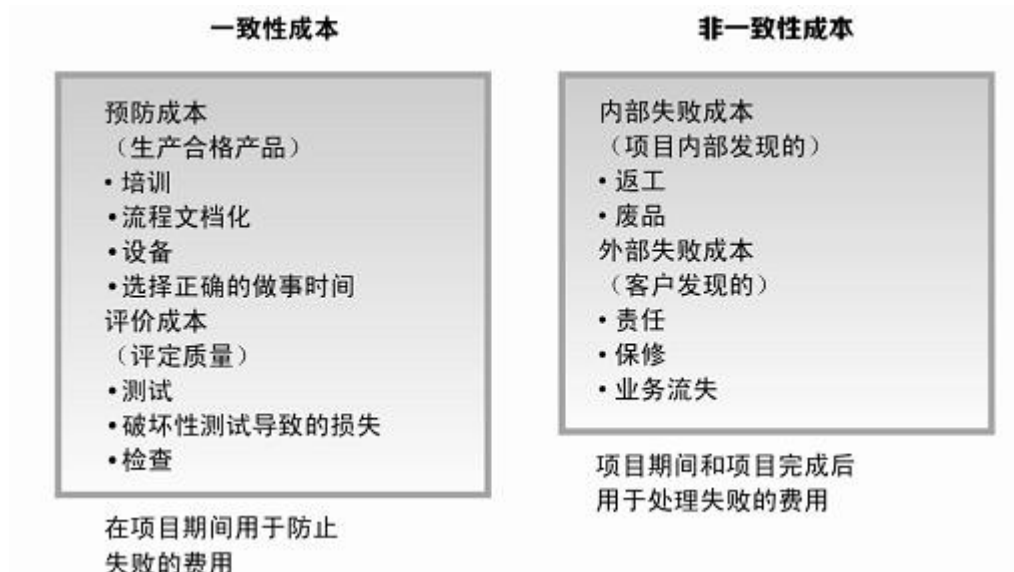 一致性成本
预防成本
（生产合格产品）
•培训
•流程文档化
•设备
•选择正确的做事时间
评价成本
（评定质量）
•测试
•破坏性测试导致的损失
•检查
在项目期间用于防止
失败的费用
非一致性成本
内部失败成本
（项目内部发现的）
•返工
•废品
外部失败成本
（客户发现的）
•责任
•保修
•业务流失
项目期间和项目完成后
用于处理失败的费用